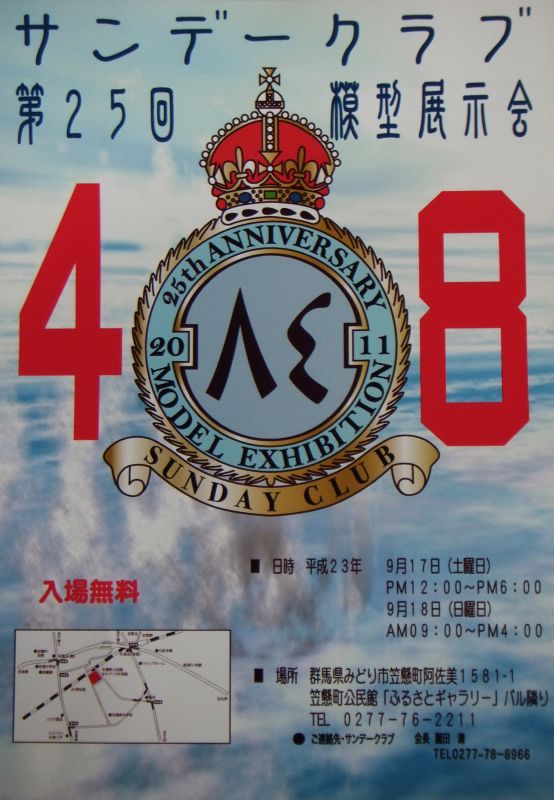 サンデークラブ
第25回 模型展示会
4 8
25th ANNIVERSARY
20 ٨٤ 11
MODEL EXHIBITION
SUNDAY CLUB
入場無料
■ 日時 平成23年 9月17日(土曜日)
PM12:00~PM6:00
9月18日(日曜日)
AM09:00~PM4:00
■ 場所 群馬県みどり市笠懸町阿佐美1581-1
笠懸町公民館「ふるさとギャラリー」パル隣り
TEL 0277-76-2211
● ご連絡先・サンデークラブ 会長 園田 清
TEL0277-78-8966